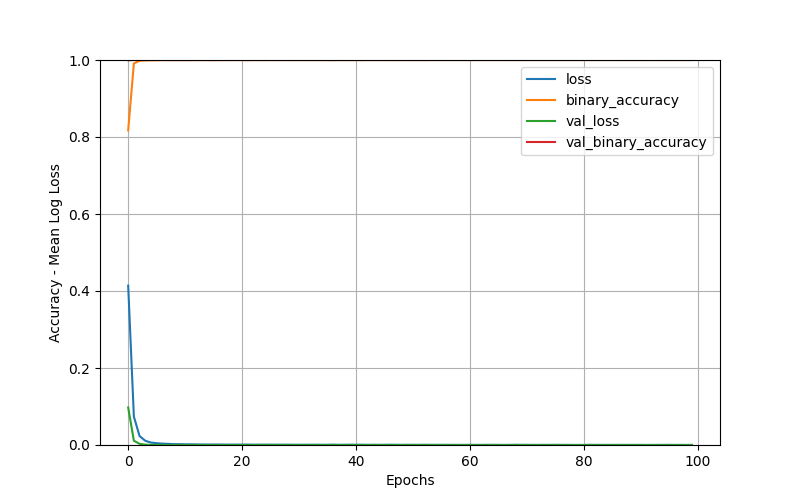 1.0
0.8
0.6
0.4
0.2
0.0
Accuracy - Mean Log Loss
loss
binary_accuracy
val_loss
val_binary_accuracy
0 20 40 60 80 100
Epochs